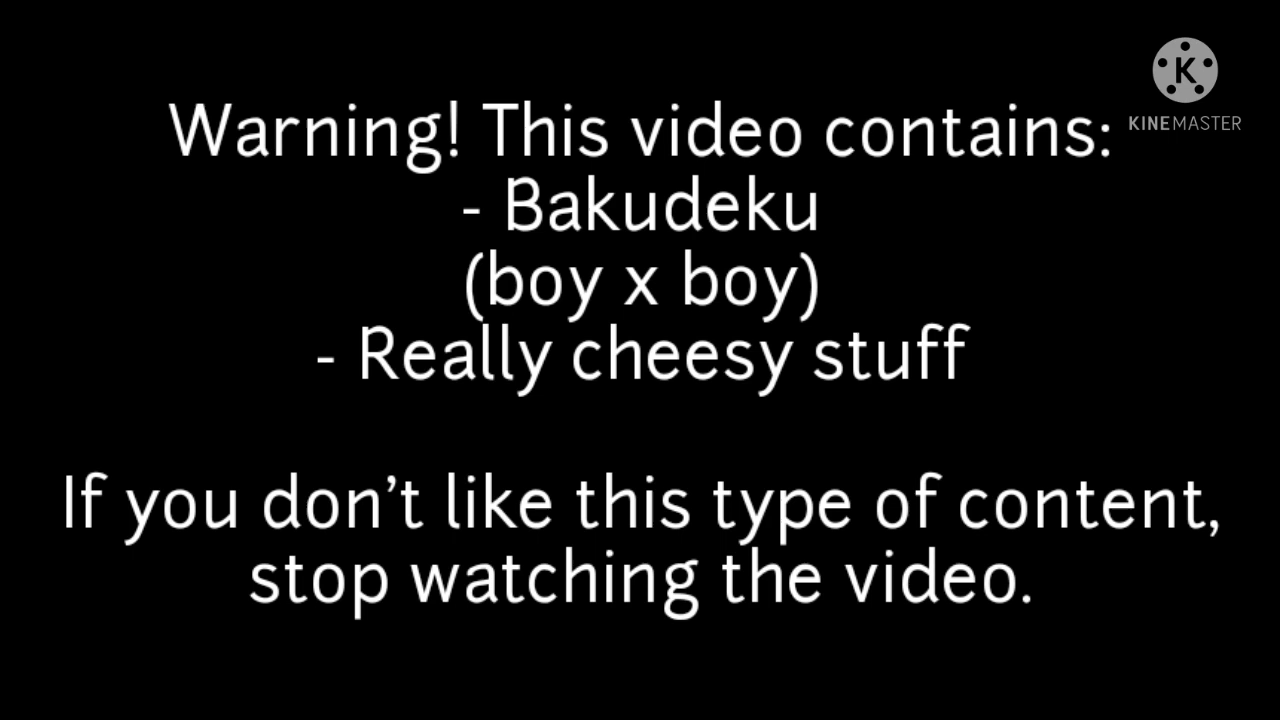 Warning! This video contains:
- Bakudeku
(boy x boy)
- Really cheesy stuff
If you don't like this type of content,
stop watching the video.
K
KINEMASTER